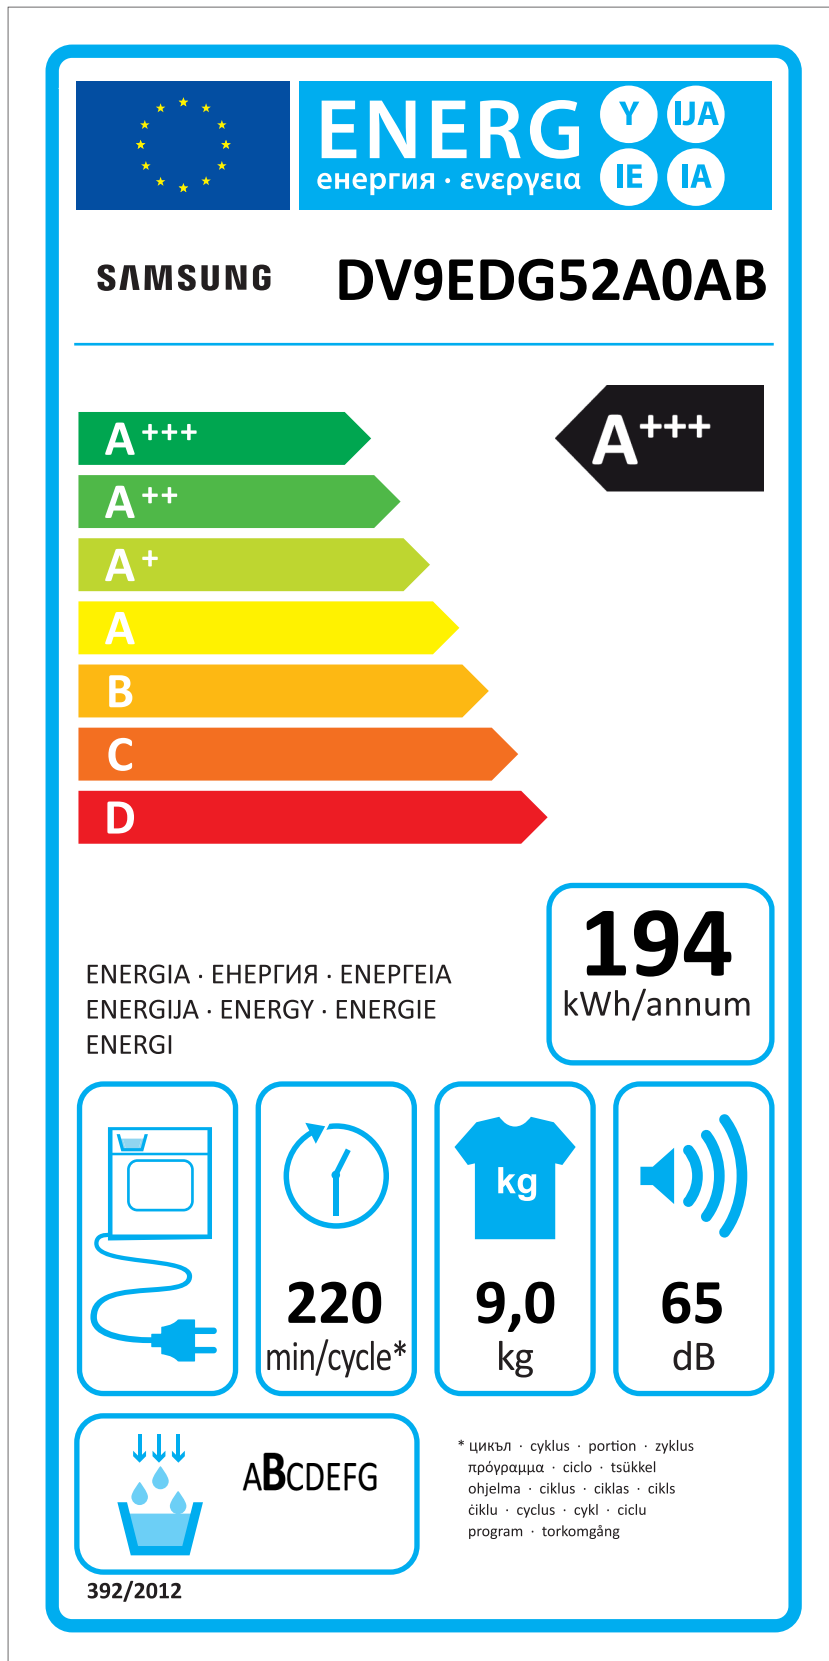 ENERG Y IJA
енергия · ενεργεια IE IA
SAMSUNG DV9EDG52A0AB
A+++
A+++
A++
A+
A
B
C
D
194
kWh/annum
ENERGIA · ЕНЕРГИЯ · ΕΝΕΡΓΕΙΑ
ENERGIJA · ENERGY · ENERGIE
ENERGI
kg
220
min/cycle*
9,0
kg
65
dB
ABCDEFG
* цикъл · cyklus · portion · zyklus
πρόγραμμα · ciclo · tsükkel
ohjelma · ciklus · ciklas · cikls
ċiklu · cyclus · cykl · ciclu
program · torkomgång
392/2012